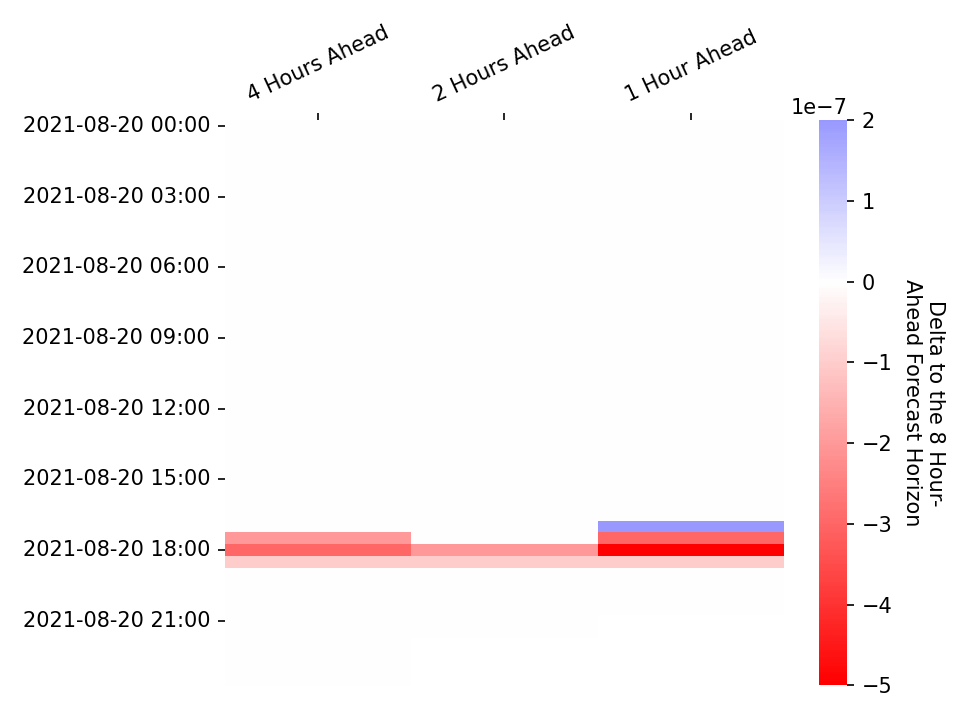 4 Hours Ahead
2 Hours Ahead
1 Hour Ahead
1e−7
2021-08-20 00:00
2021-08-20 03:00
2021-08-20 06:00
2021-08-20 09:00
2021-08-20 12:00
2021-08-20 15:00
2021-08-20 18:00
2021-08-20 21:00
2
1
0
−1
−2
−3
−4
−5
Delta to the 8 Hour-
Ahead Forecast Horizon